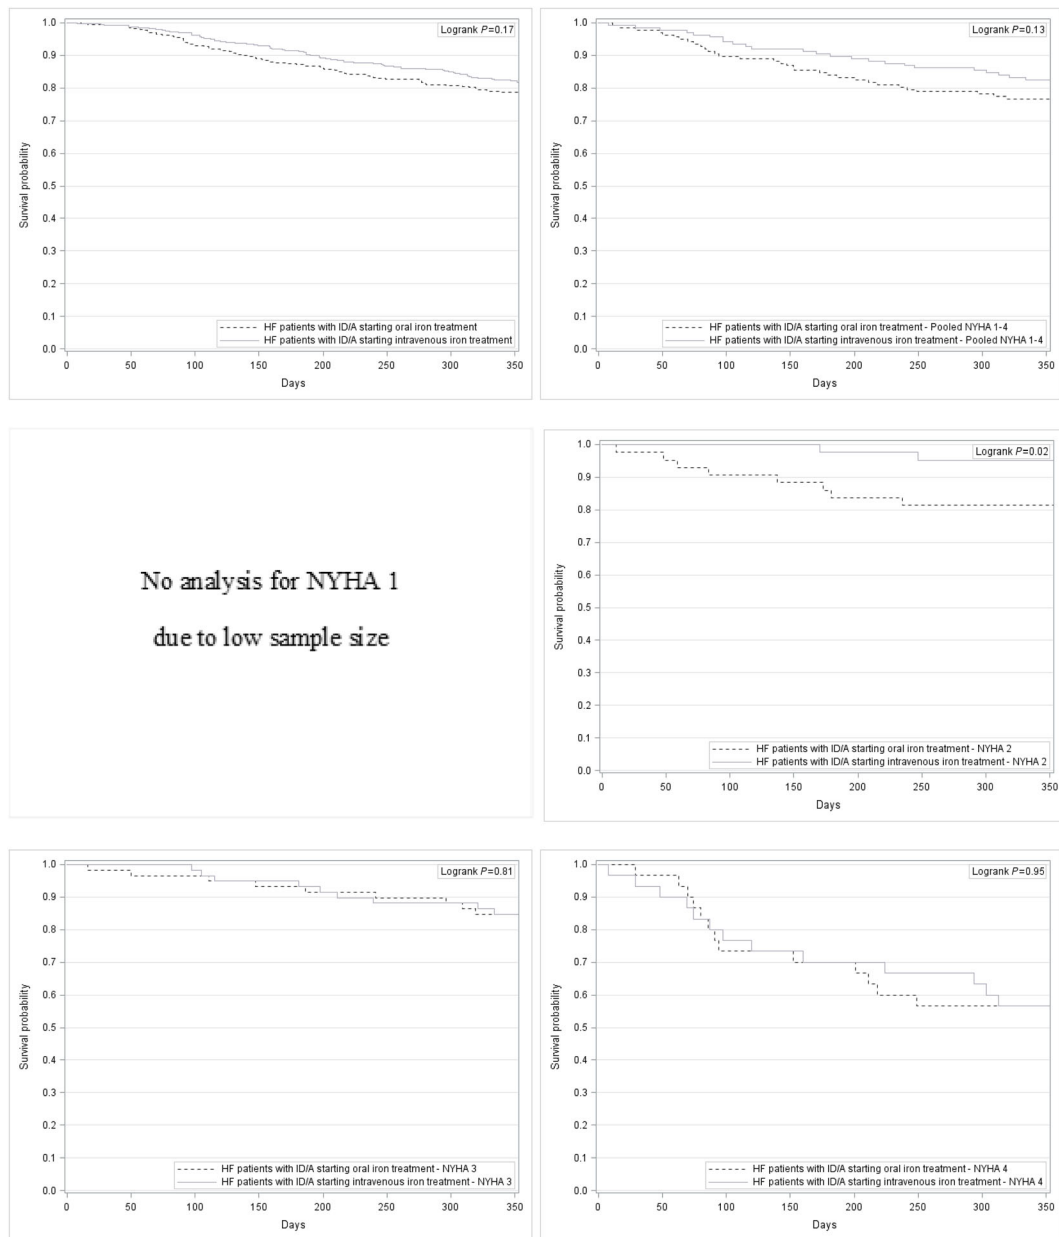 Logrank P=0.17
1.0
0.9
0.8
0.7
0.6
0.5
0.4
0.3
0.2
0.1
0.0
Survival probability
HF patients with ID/A starting oral iron treatment
HF patients with ID/A starting intravenous iron treatment
0 50 100 150 200 250 300 350
Days
Logrank P=0.13
1.0
0.9
0.8
0.7
0.6
0.5
0.4
0.3
0.2
0.1
0.0
Survival probability
HF patients with ID/A starting oral iron treatment - Pooled NYHA 1-4
HF patients with ID/A starting intravenous iron treatment - Pooled NYHA 1-4
0 50 100 150 200 250 300 350
Days
No analysis for NYHA 1
due to low sample size
Logrank P=0.02
1.0
0.9
0.8
0.7
0.6
0.5
0.4
0.3
0.2
0.1
0.0
Survival probability
HF patients with ID/A starting oral iron treatment - NYHA 2
HF patients with ID/A starting intravenous iron treatment - NYHA 2
0 50 100 150 200 250 300 350
Days
Logrank P=0.81
1.0
0.9
0.8
0.7
0.6
0.5
0.4
0.3
0.2
0.1
0.0
Survival probability
HF patients with ID/A starting oral iron treatment - NYHA 3
HF patients with ID/A starting intravenous iron treatment - NYHA 3
0 50 100 150 200 250 300 350
Days
Logrank P=0.95
1.0
0.9
0.8
0.7
0.6
0.5
0.4
0.3
0.2
0.1
0.0
Survival probability
HF patients with ID/A starting oral iron treatment - NYHA 4
HF patients with ID/A starting intravenous iron treatment - NYHA 4
0 50 100 150 200 250 300 350
Days